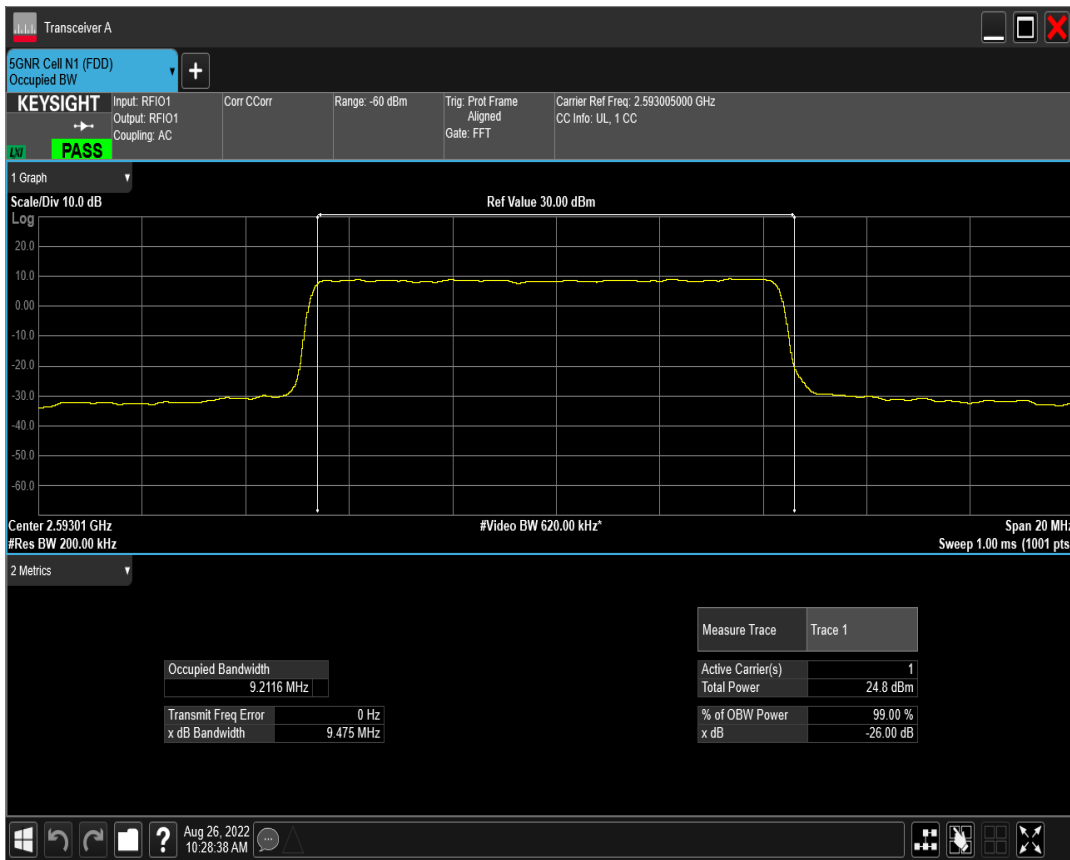 Transceiver A
5GNR Cell N1 (FDD)
Occupied BW
+
KEYSIGHT
LXI
PASS
Input: RFIO1
Output: RFIO1
Coupling: AC
Corr CCorr
Range: -60 dBm
Trig: Prot Frame
Aligned
Gate: FFT
Carrier Ref Freq: 2.593005000 GHz
CC Info: UL, 1 CC
1 Graph
Scale/Div 10.0 dB
Ref Value 30.00 dBm
Log
20.0
10.0
0.00
-10.0
-20.0
-30.0
-40.0
-50.0
-60.0
Center 2.59301 GHz
#Video BW 620.00 kHz*
Span 20 MHz
#Res BW 200.00 kHz
Sweep 1.00 ms (1001 pts
2 Metrics
Measure Trace Trace 1
Occupied Bandwidth
9.2116 MHz
Active Carrier(s) 1
Total Power 24.8 dBm
Transmit Freq Error 0 Hz
x dB Bandwidth 9.475 MHz
% of OBW Power 99.00 %
x dB -26.00 dB
?
Aug 26, 2022
10:28:38 AM